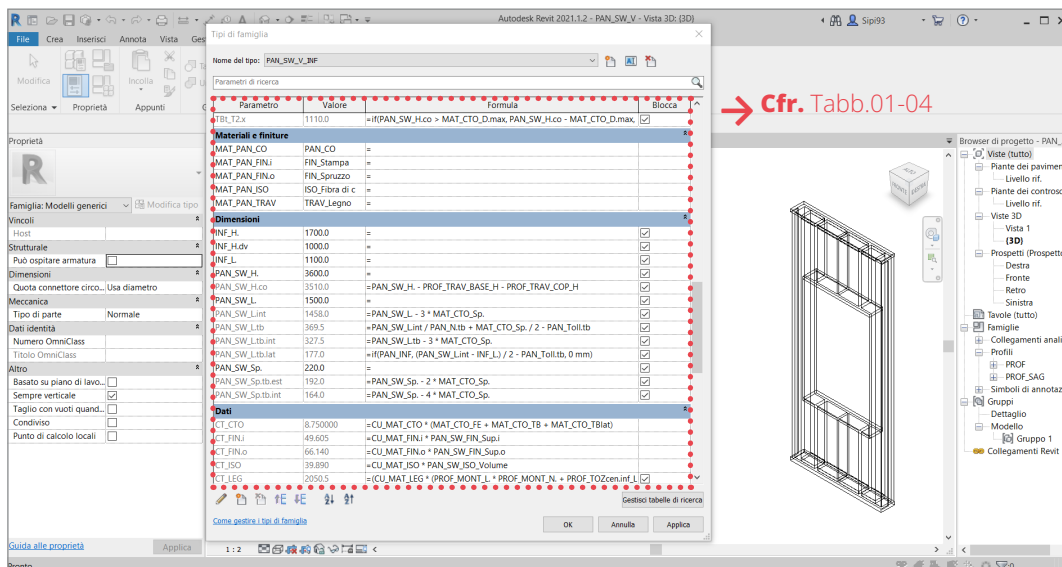 Autodesk Revit 2021.1.2 - PAN_SW_V - Vista 3D: {3D}
Sipi93
File Crea Inserisci Annota Vista
Modifica
Incolla
Seleziona Proprietà Appunti
Proprietà
R
Famiglia: Modelli generici Modifica tipo
Vincoli
Host
Strutturale
Può ospitare armatura
Dimensioni
Quota connettore circo... Usa diametro
Meccanica
Tipo di parte Normale
Dati identità
Numero OmniClass
Titolo OmniClass
Altro
Basato su piano di lavo...
Sempre verticale
Taglio con vuoti quand...
Condiviso
Punto di calcolo locali
Guida alle proprietà Applica
Pronto
Tipi di famiglia
Nome del tipo: PAN_SW_V_INF
Parametri di ricerca
Parametro Valore Formula Blocca
TBt_T2.x 1110.0 =if(PAN_SW_H.co > MAT_CTO_D.max, PAN_SW_H.co - MAT_CTO_D.max,
Materiali e finiture
MAT_PAN_CO PAN_CO =
MAT_PAN_FIN.i FIN_Stampa =
MAT_PAN_FIN.o FIN_Spruzzo =
MAT_PAN_ISO ISO_Fibra di c =
MAT_PAN_TRAV TRAV_Legno =
Dimensioni
INF_H. 1700.0 =
INF_H.dv 1000.0 =
INF_L. 1100.0 =
PAN_SW_H. 3600.0 =
PAN_SW_H.co 3510.0 =PAN_SW_H. - PROF_TRAV_BASE_H - PROF_TRAV_COP_H
PAN_SW_L. 1500.0 =
PAN_SW_L.int 1458.0 =PAN_SW_L. - 3 * MAT_CTO_Sp.
PAN_SW_L.tb 369.5 =PAN_SW_L.int / PAN_N.tb + MAT_CTO_Sp. / 2 - PAN_Toll.tb
PAN_SW_L.tb.int 327.5 =PAN_SW_L.tb - 3 * MAT_CTO_Sp.
PAN_SW_L.tb.lat 177.0 =if(PAN_INF, (PAN_SW_L.int - INF_L.) / 2 - PAN_Toll.tb, 0 mm)
PAN_SW_Sp. 220.0 =
PAN_SW_Sp.tb.est 192.0 =PAN_SW_Sp. - 2 * MAT_CTO_Sp.
PAN_SW_Sp.tb.int 164.0 =PAN_SW_Sp. - 4 * MAT_CTO_Sp.
Dati
CT_CTO 8.750000 =CU_MAT_CTO * (MAT_CTO_FE + MAT_CTO_TB + MAT_CTO_TBlat)
CT_FIN.i 49.605 =CU_MAT_FIN.i * PAN_SW_FIN_Sup.i
CT_FIN.o 66.140 =CU_MAT_FIN.o * PAN_SW_FIN_Sup.o
CT_ISO 39.890 =CU_MAT_ISO * PAN_SW_ISO_Volume
CT_LEG 2050.5 =(CU_MAT_LEG * (PROF_MONT_L. * PROF_MONT_N. + PROF_TOZcen.inf_L
Gestisci tabelle di ricerca
Come gestire i tipi di famiglia
OK Annulla Applica
1 : 2
Cfr. Tabb.01-04
ALTO
FRONTE
DESTRA
Browser di progetto - PAN_
Viste (tutto)
Piante dei pavimen
Livello rif.
Piante dei controso
Livello rif.
Viste 3D
Vista 1
{3D}
Prospetti (Prospetto
Destra
Fronte
Retro
Sinistra
Tavole (tutto)
Famiglie
Collegamenti anali
Profili
PROF
PROF_SAG
Simboli di annotaz
Gruppi
Dettaglio
Modello
Gruppo 1
Collegamenti Revit